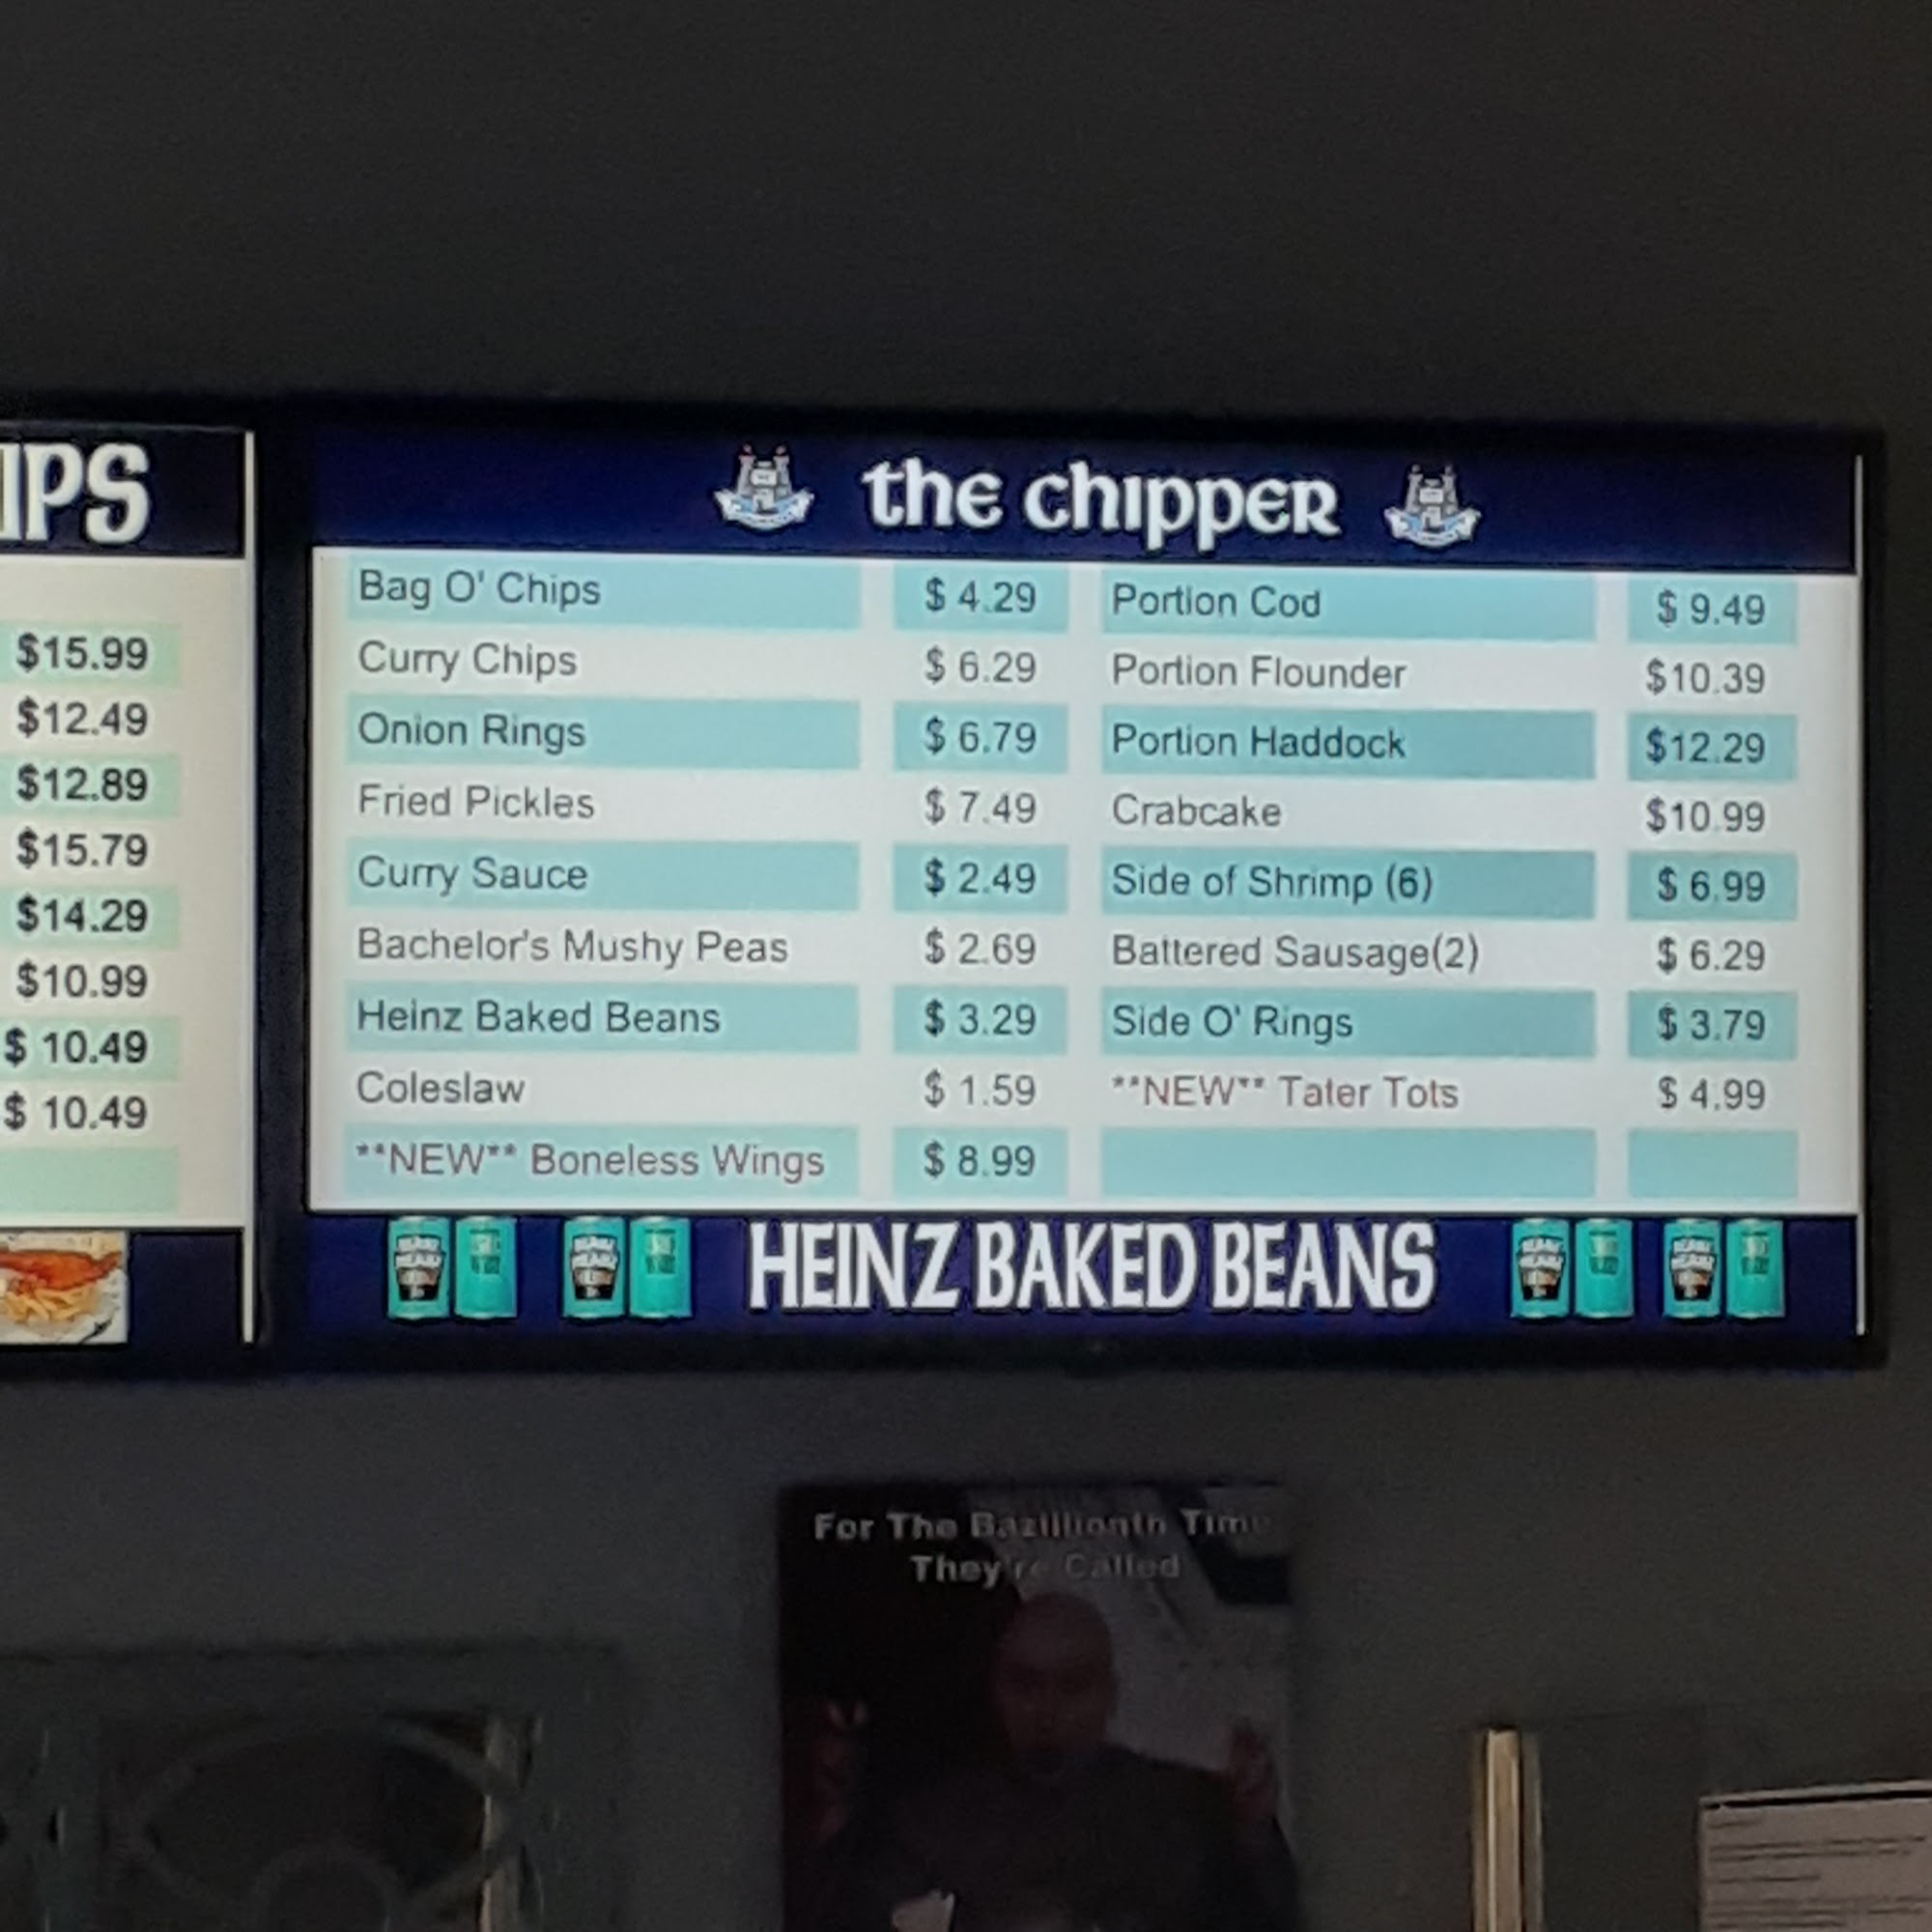 IPS
$15.99
$12.49
$12.89
$15.79
$14.29
$10.99
$ 10.49
$ 10.49
the chipper
Bag O' Chips $ 4.29 Portion Cod $ 9.49
Curry Chips $ 6.29 Portion Flounder $10.39
Onion Rings $ 6.79 Portion Haddock $12.29
Fried Pickles $ 7.49 Crabcake $10.99
Curry Sauce $ 2.49 Side of Shrimp (6) $ 6.99
Bachelor's Mushy Peas $ 2.69 Battered Sausage(2) $ 6.29
Heinz Baked Beans $ 3.29 Side O' Rings $ 3.79
Coleslaw $ 1.59 **NEW** Tater Tots $ 4.99
**NEW** Boneless Wings $ 8.99
HEINZ BAKED BEANS
For The Bazillionth Time
They're Called